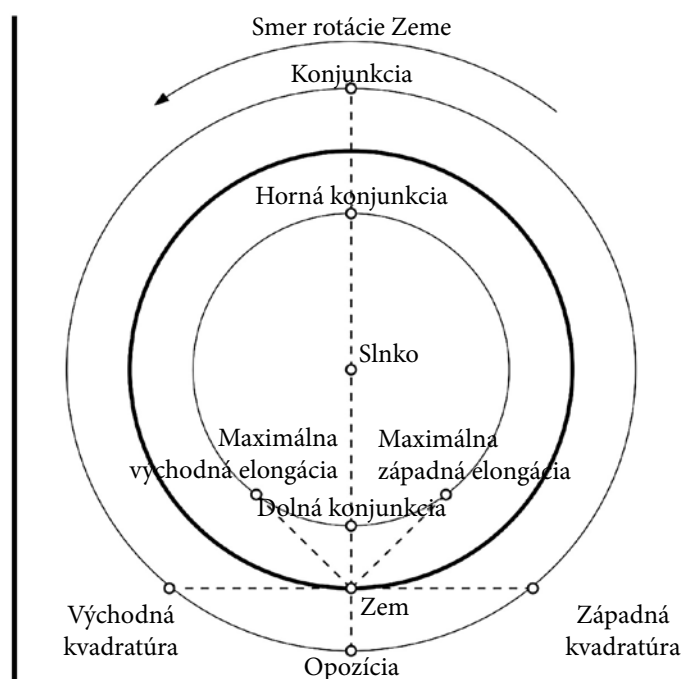 Smer rotácie Zeme
Konjunkcia
Horná konjunkcia
Slnko
Maximálna
východná elongácia
Maximálna
západná elongácia
Dolná konjunkcia
Východná
kvadratúra
Zem
Západná
kvadratúra
Opozícia